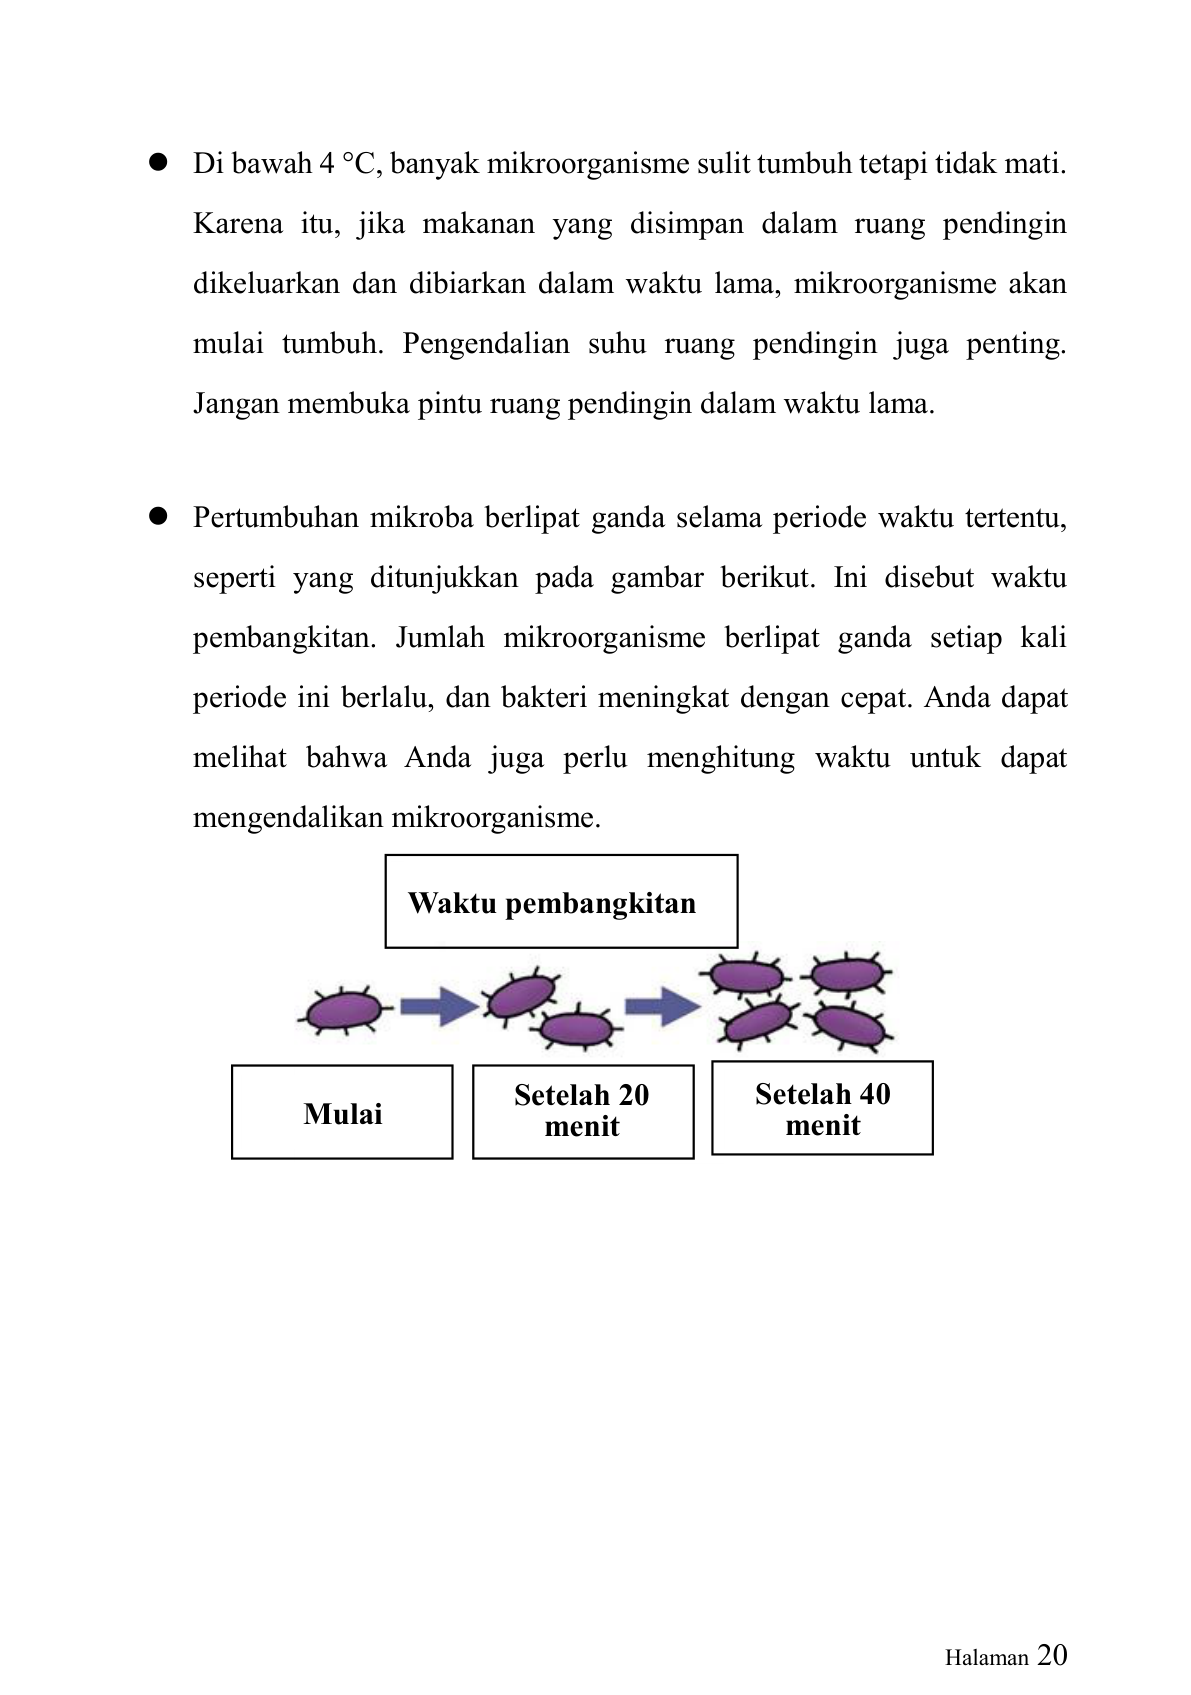 ● Di bawah 4 °C, banyak mikroorganisme sulit tumbuh tetapi tidak mati.
Karena itu, jika makanan yang disimpan dalam ruang pendingin
dikeluarkan dan dibiarkan dalam waktu lama, mikroorganisme akan
mulai tumbuh. Pengendalian suhu ruang pendingin juga penting.
Jangan membuka pintu ruang pendingin dalam waktu lama.
● Pertumbuhan mikroba berlipat ganda selama periode waktu tertentu,
seperti yang ditunjukkan pada gambar berikut. Ini disebut waktu
pembangkitan. Jumlah mikroorganisme berlipat ganda setiap kali
periode ini berlalu, dan bakteri meningkat dengan cepat. Anda dapat
melihat bahwa Anda juga perlu menghitung waktu untuk dapat
mengendalikan mikroorganisme.
Waktu pembangkitan
Mulai
Setelah 20
menit
Setelah 40
menit
Halaman 20